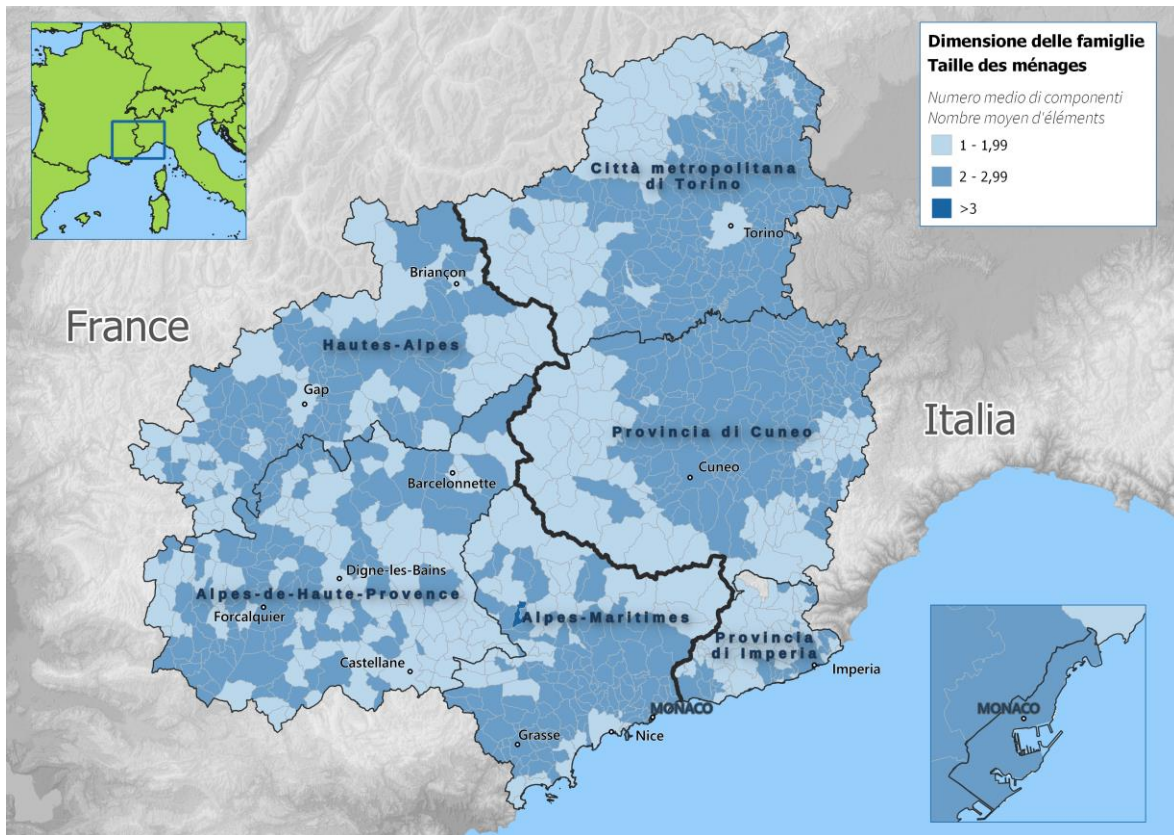 Dimensione delle famiglie
Taille des ménages
Numero medio di componenti
Nombre moyen d'éléments
1 - 1,99
2 - 2,99
>3
Città metropolitana
di Torino
Torino
Briançon
France
Hautes-Alpes
Gap
Italia
Provincia di Cuneo
Cuneo
Barcelonnette
Digne-les-Bains
Alpes-de-Haute-Provence
Forcalquier
Alpes-Maritimes
Provincia
di Imperia
Imperia
Castellane
MONACO
Nice
Grasse
MONACO